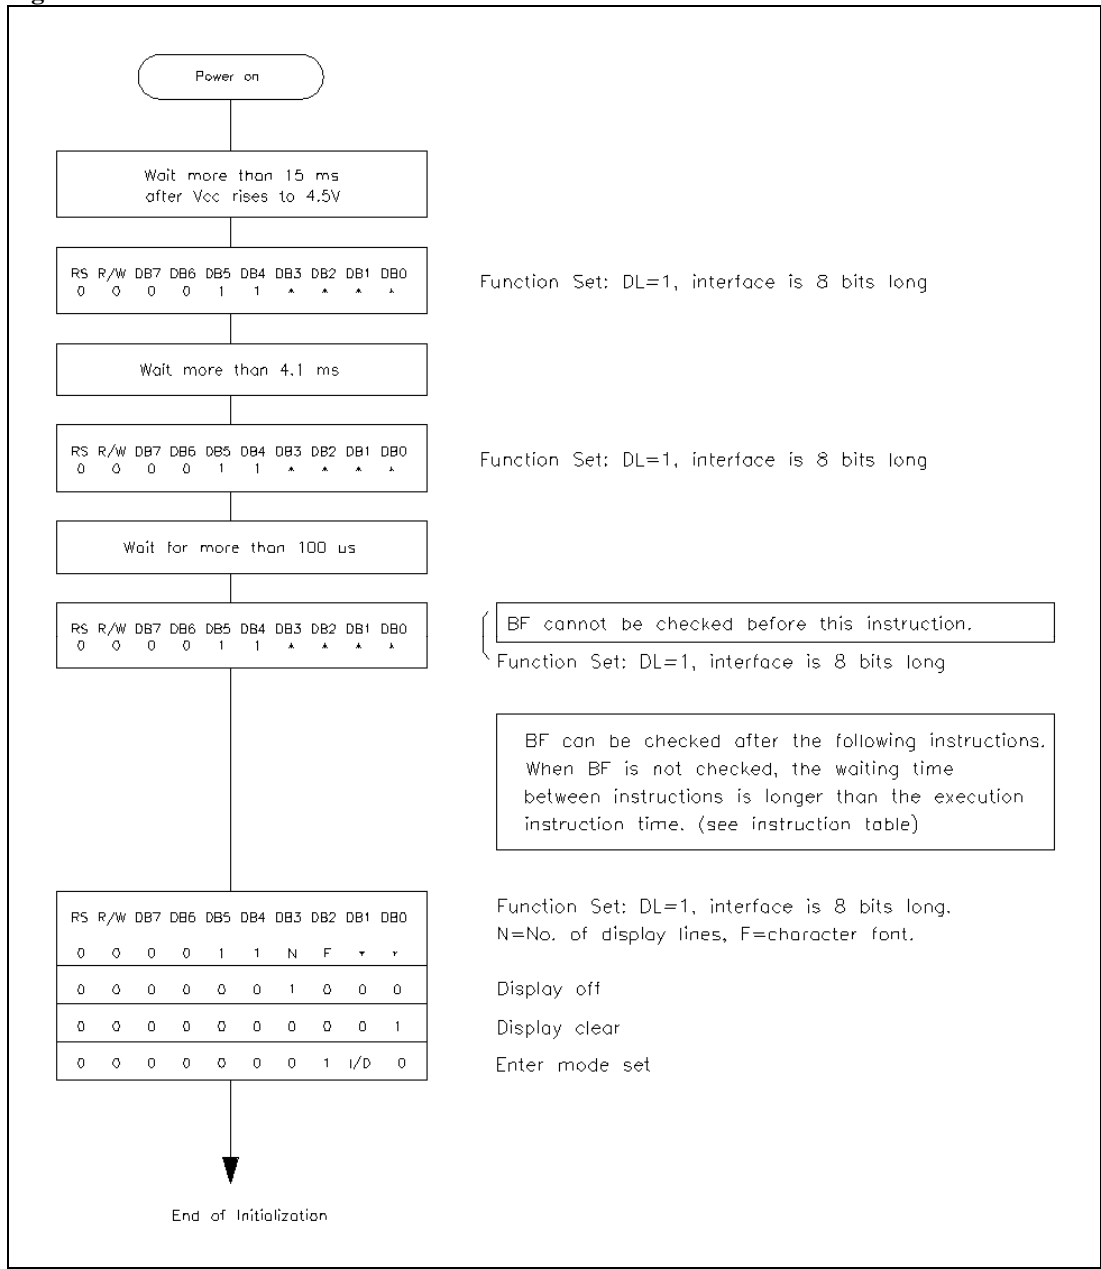 Power on
Wait more than 15 ms
after Vcc rises to 4.5V
RS R/W DB7 DB6 DB5 DB4 DB3 DB2 DB1 DB0
0 0 0 0 1 1 * * * *
Function Set: DL=1, interface is 8 bits long
Wait more than 4.1 ms
RS R/W DB7 DB6 DB5 DB4 DB3 DB2 DB1 DB0
0 0 0 0 1 1 * * * *
Function Set: DL=1, interface is 8 bits long
Wait for more than 100 us
RS R/W DB7 DB6 DB5 DB4 DB3 DB2 DB1 DB0
0 0 0 0 1 1 * * * *
BF cannot be checked before this instruction.
Function Set: DL=1, interface is 8 bits long
BF can be checked after the following instructions.
When BF is not checked, the waiting time
between instructions is longer than the execution
instruction time. (see instruction table)
RS R/W DB7 DB6 DB5 DB4 DB3 DB2 DB1 DB0
0 0 0 0 1 1 N F * *
Function Set: DL=1, interface is 8 bits long.
N=No. of display lines, F=character font.
0 0 0 0 0 0 1 0 0 0
Display off
0 0 0 0 0 0 0 0 0 1
Display clear
0 0 0 0 0 0 0 1 I/D 0
Enter mode set
End of Initialization